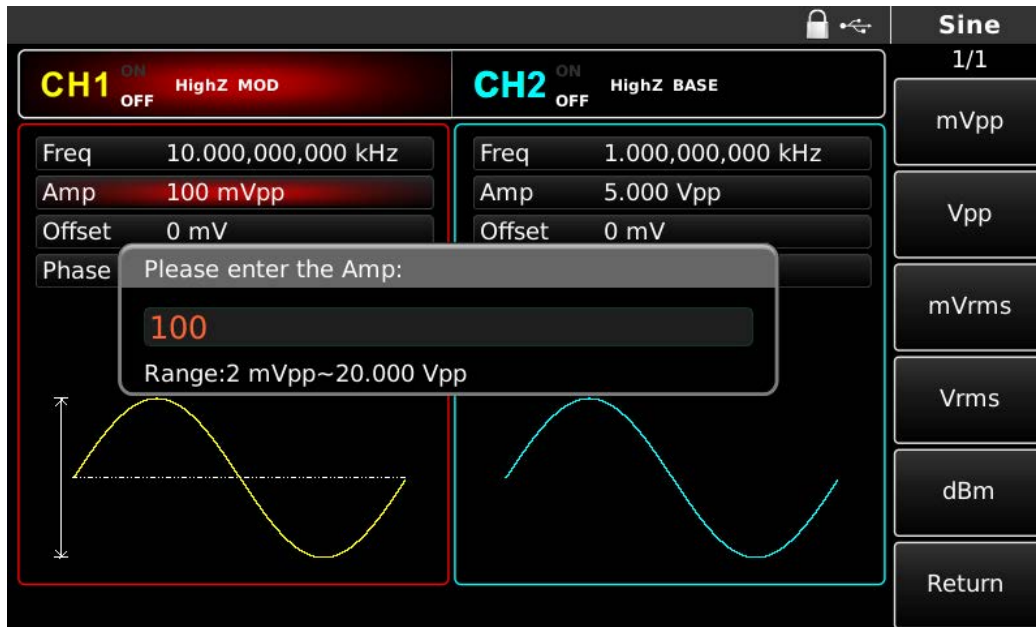 Sine
1/1
CH1 ON OFF HighZ MOD
CH2 ON OFF HighZ BASE
Freq 10.000,000,000 kHz
Amp 100 mVpp
Offset 0 mV
Phase
Freq 1.000,000,000 kHz
Amp 5.000 Vpp
Offset 0 mV
Please enter the Amp:
100
Range:2 mVpp~20.000 Vpp
mVpp
Vpp
mVrms
Vrms
dBm
Return